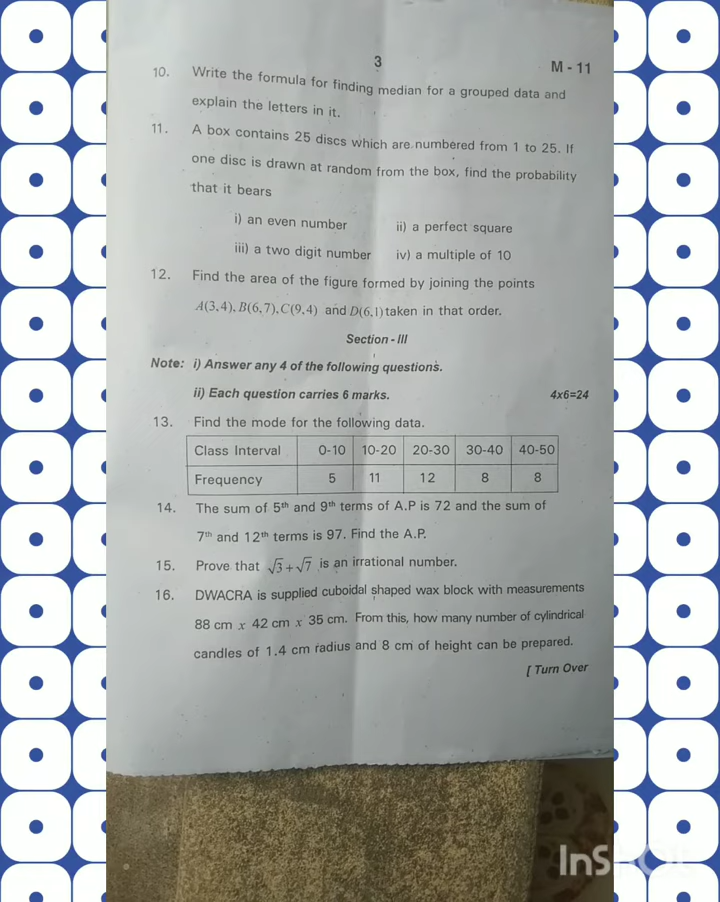 3
M - 11
10. Write the formula for finding median for a grouped data and
explain the letters in it.
11. A box contains 25 discs which are numbered from 1 to 25. If
one disc is drawn at random from the box, find the probability
that it bears
i) an even number ii) a perfect square
iii) a two digit number iv) a multiple of 10
12. Find the area of the figure formed by joining the points
A(3,4), B(6,7), C(9,4) and D(6,1) taken in that order.
Section - III
Note: i) Answer any 4 of the following questions.
ii) Each question carries 6 marks. 4x6=24
13. Find the mode for the following data.
Class Interval 0-10 10-20 20-30 30-40 40-50
Frequency 5 11 12 8 8
14. The sum of 5th and 9th terms of A.P is 72 and the sum of
7th and 12th terms is 97. Find the A.P.
15. Prove that √3 + √7 is an irrational number.
16. DWACRA is supplied cuboidal shaped wax block with measurements
88 cm x 42 cm x 35 cm. From this, how many number of cylindrical
candles of 1.4 cm radius and 8 cm of height can be prepared.
[ Turn Over